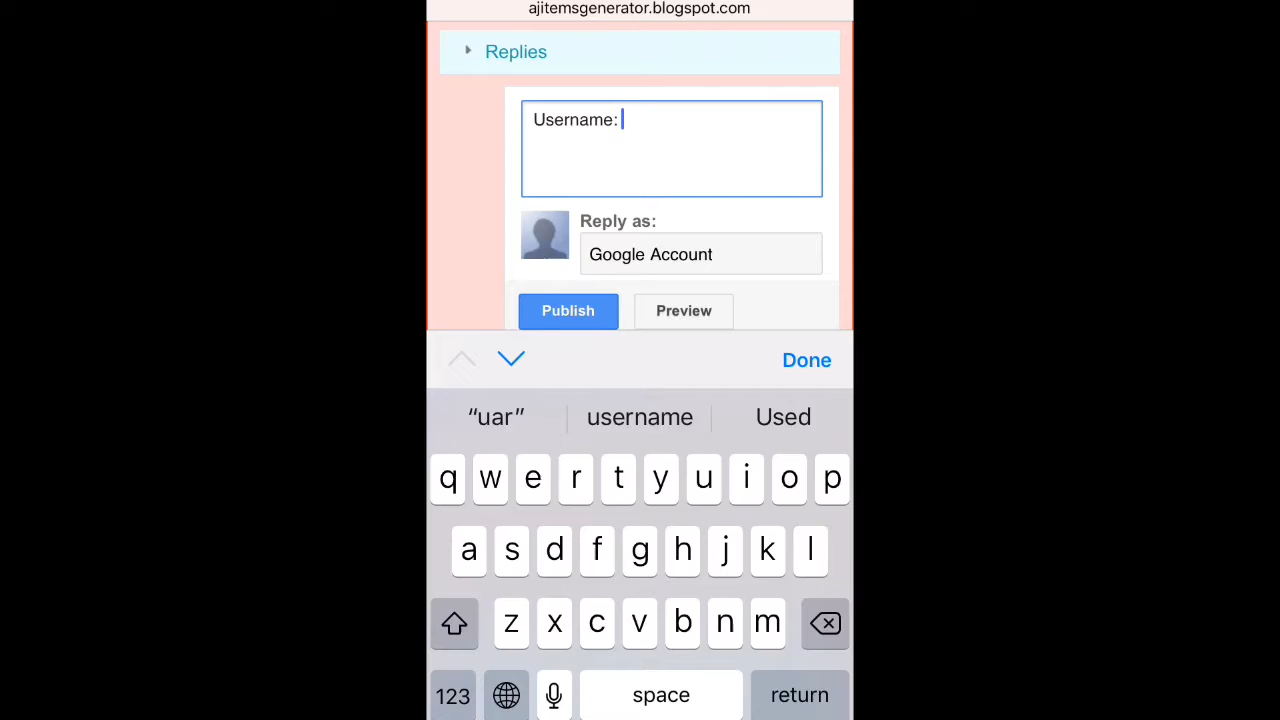 ajitemsgenerator.blogspot.com
Replies
Username:
Reply as:
Google Account
Publish Preview
Done
“uar” username Used
q w e r t y u i o p
a s d f g h j k l
z x c v b n m
123 space return